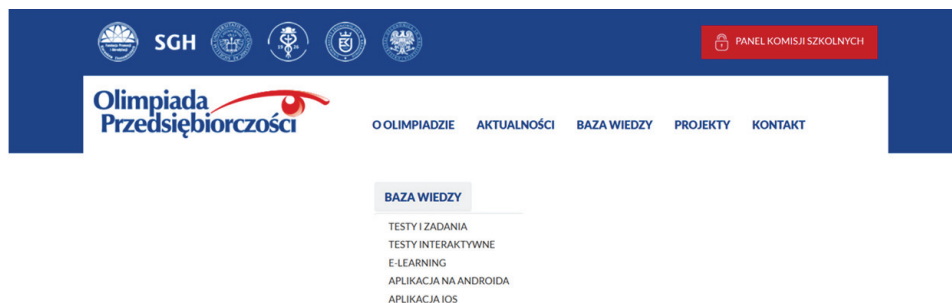 SGH
1926
PANEL KOMISJI SZKOLNYCH
Olimpiada
Przedsiębiorczości
O OLIMPIADZIE AKTUALNOŚCI BAZA WIEDZY PROJEKTY KONTAKT
BAZA WIEDZY
TESTY I ZADANIA
TESTY INTERAKTYWNE
E-LEARNING
APLIKACJA NA ANDROIDA
APLIKACJA IOS